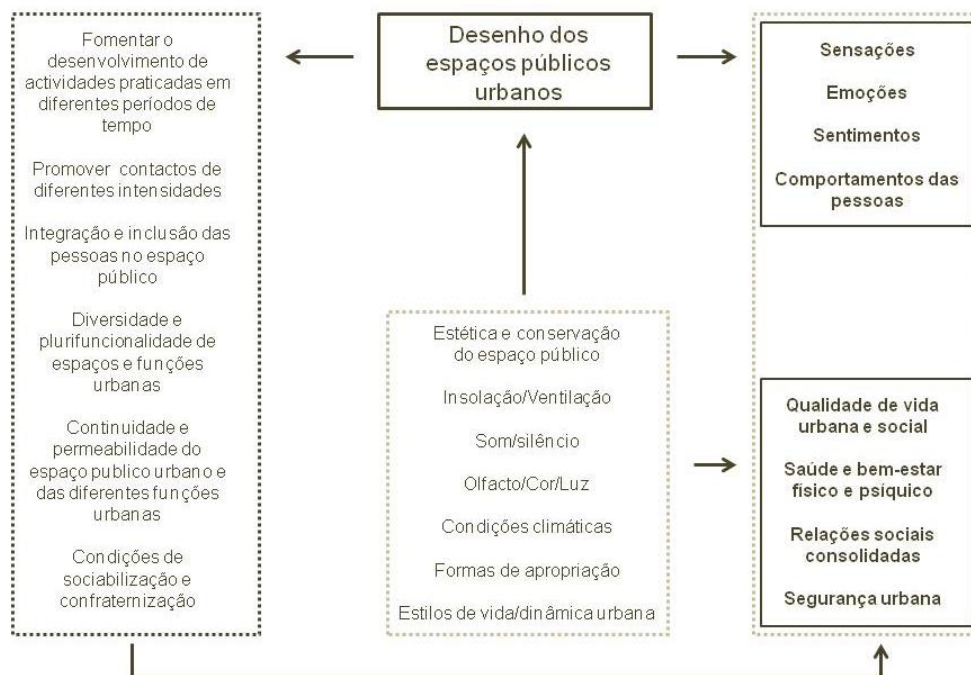 Fomentar o
desenvolvimento de
actividades praticadas em
diferentes períodos de
tempo
Promover contactos de
diferentes intensidades
Integração e inclusão das
pessoas no espaço
público
Diversidade e
plurifuncionalidade de
espaços e funções
urbanas
Continuidade e
permeabilidade do
espaço publico urbano e
das diferentes funções
urbanas
Condições de
sociabilização e
confraternização
Desenho dos
espaços públicos
urbanos
Estética e conservação
do espaço público
Insolação/Ventilação
Som/silêncio
Olfacto/Cor/Luz
Condições climáticas
Formas de apropriação
Estilos de vida/dinâmica urbana
Sensações
Emoções
Sentimentos
Comportamentos das
pessoas
Qualidade de vida
urbana e social
Saúde e bem-estar
físico e psíquico
Relações sociais
consolidadas
Segurança urbana